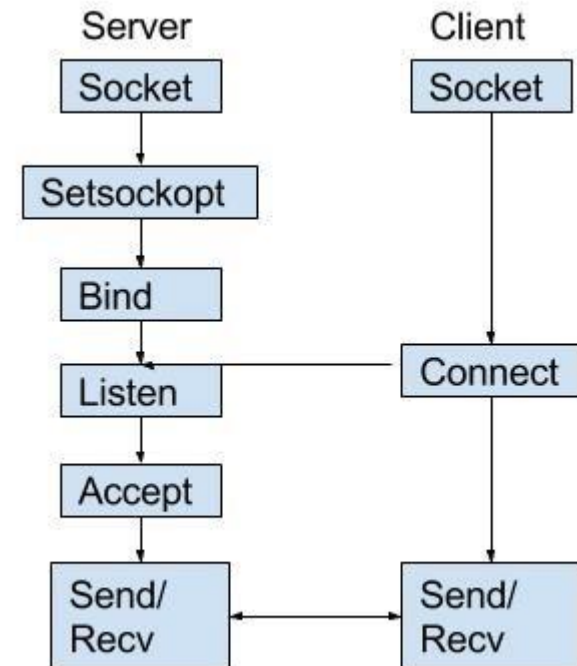 Server
Client
Socket
Socket
Setsockopt
Bind
Listen
Connect
Accept
Send/
Recv
Send/
Recv